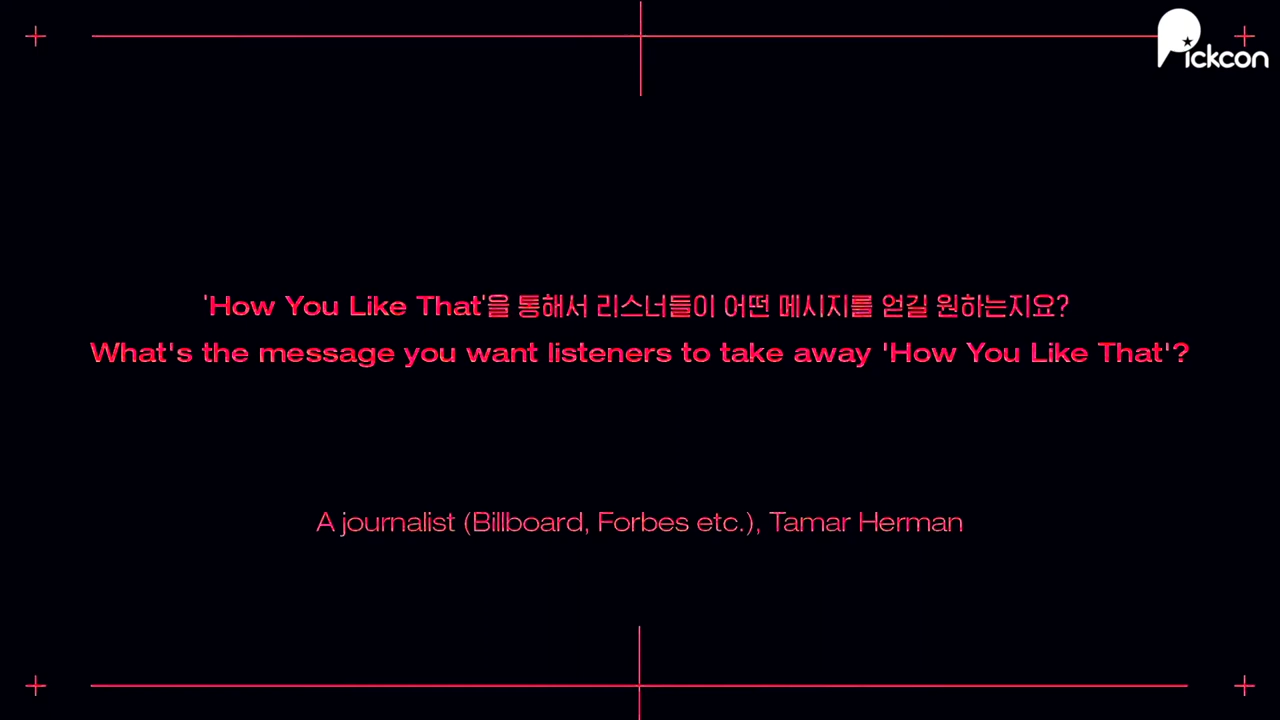 Pickcon
'How You Like That'을 통해서 리스너들이 어떤 메시지를 얻길 원하는지요?
What's the message you want listeners to take away 'How You Like That'?
A journalist (Billboard, Forbes etc.), Tamar Herman